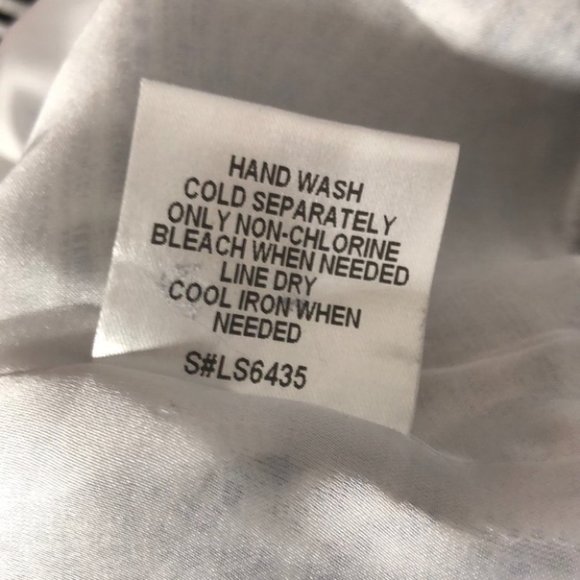 HAND WASH
COLD SEPARATELY
ONLY NON-CHLORINE
BLEACH WHEN NEEDED
LINE DRY
COOL IRON WHEN
NEEDED
S#LS6435